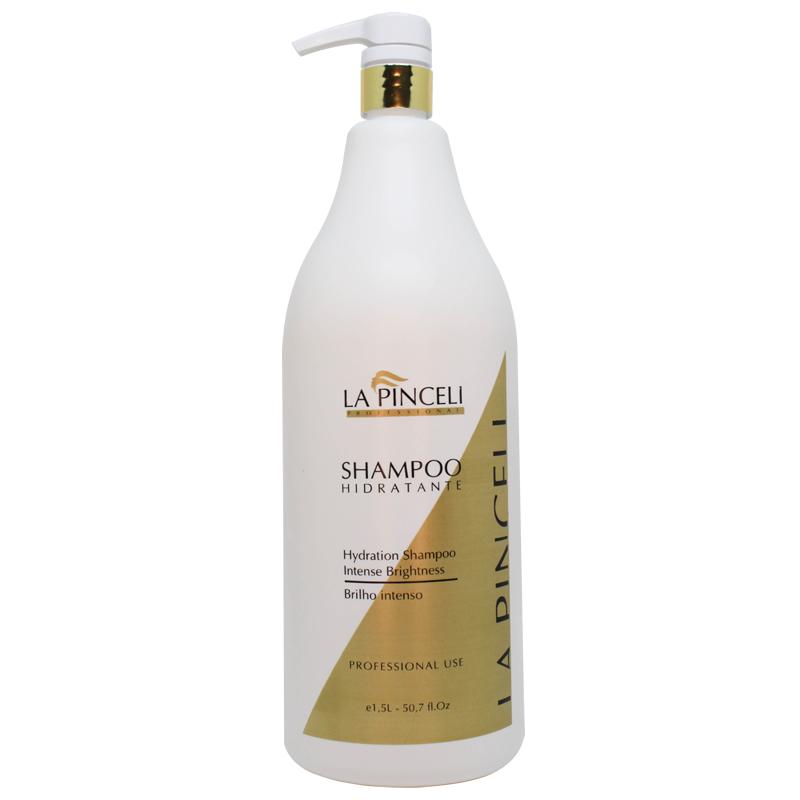 LA PINCELI
PROFESSIONAL
SHAMPOO
HIDRATANTE
Hydration Shampoo
Intense Brightness
Brilho intenso
PROFESSIONAL USE
e1,5L - 50,7 fl.Oz
LA PINCELI